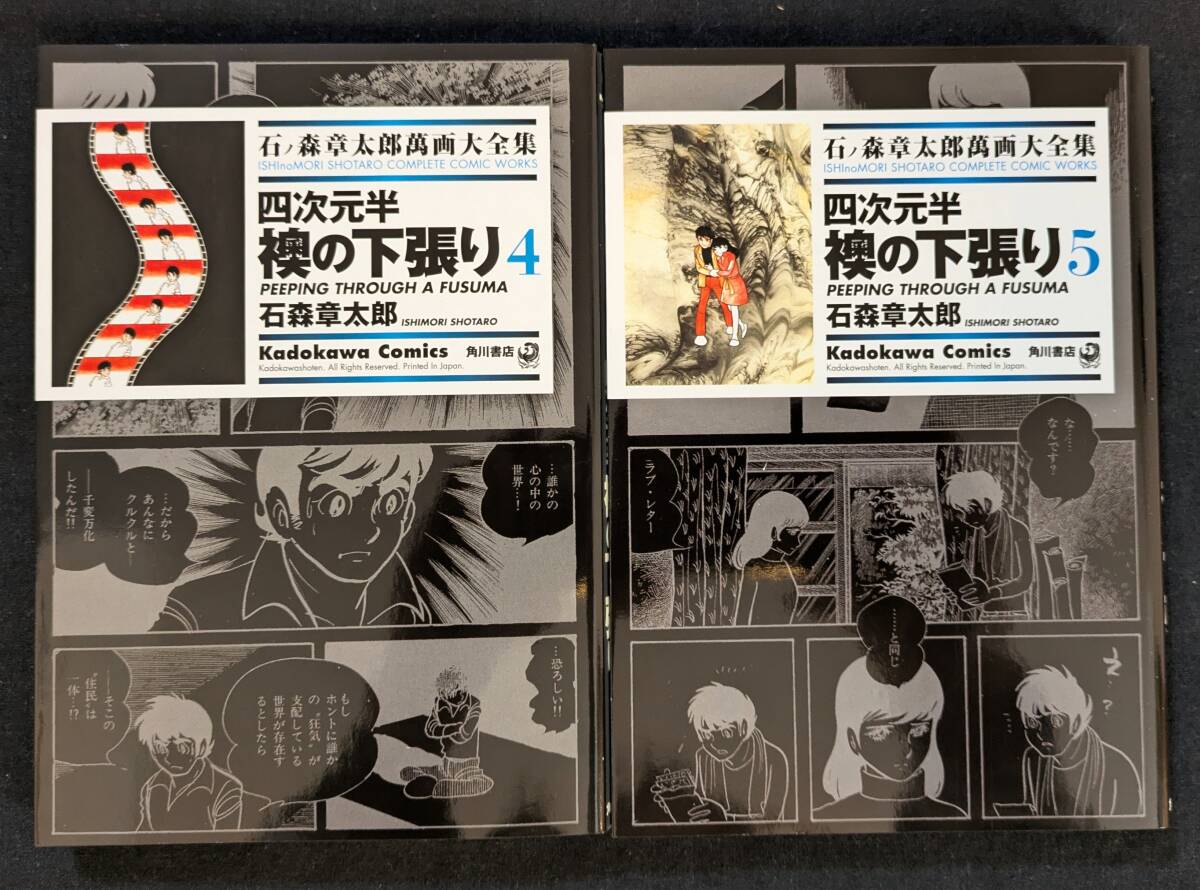 石ノ森章太郎萬画大全集
ISHInoMORI SHOTARO COMPLETE COMIC WORKS
四次元半
襖の下張り4
PEEPING THROUGH A FUSUMA
石森章太郎 ISHIMORI SHOTARO
Kadokawa Comics 角川書店
Kadokawashoten. All Rights Reserved. Printed In Japan.
…誰かの
心の中の
世界…！
…だから
あんなに
クルクルと―
――千変万化
したんだ!!
…恐ろしい!!
もし
ホントに誰か
の〝狂気〟が
支配している
世界が存在す
るとしたら
――そこの
〝住民〟は
一体…!?
石ノ森章太郎萬画大全集
ISHInoMORI SHOTARO COMPLETE COMIC WORKS
四次元半
襖の下張り5
PEEPING THROUGH A FUSUMA
石森章太郎 ISHIMORI SHOTARO
Kadokawa Comics 角川書店
Kadokawashoten. All Rights Reserved. Printed In Japan.
な……
なんです？
ラブ・レター
……と同じ
え？